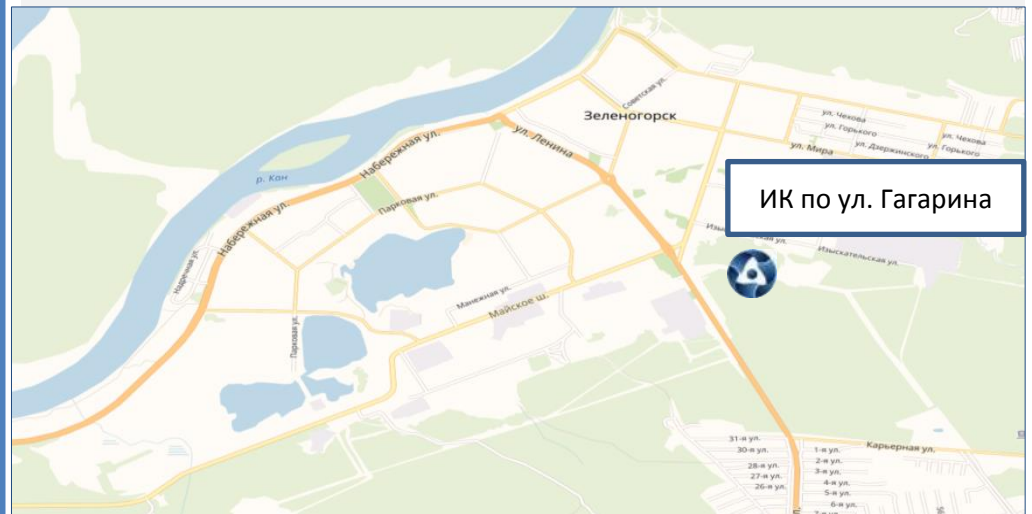 Советская ул.
Зеленогорск
ул. Чехова
ул. Горького
ул. Чехова
ул. Дзержинского
ул. Горького
ул. Мира
ул. Ленина
Набережная ул.
р. Кан
Парковая ул.
ИК по ул. Гагарина
Набережная ул.
Надречная ул.
Изыскательская ул.
Манежная ул.
Майское ш.
Парковая ул.
31-я ул.
30-я ул.
28-я ул.
27-я ул.
26-я ул.
Карьерная ул.
1-я ул.
2-я ул.
3-я ул.
4-я ул.
5-я ул.
6-я ул.